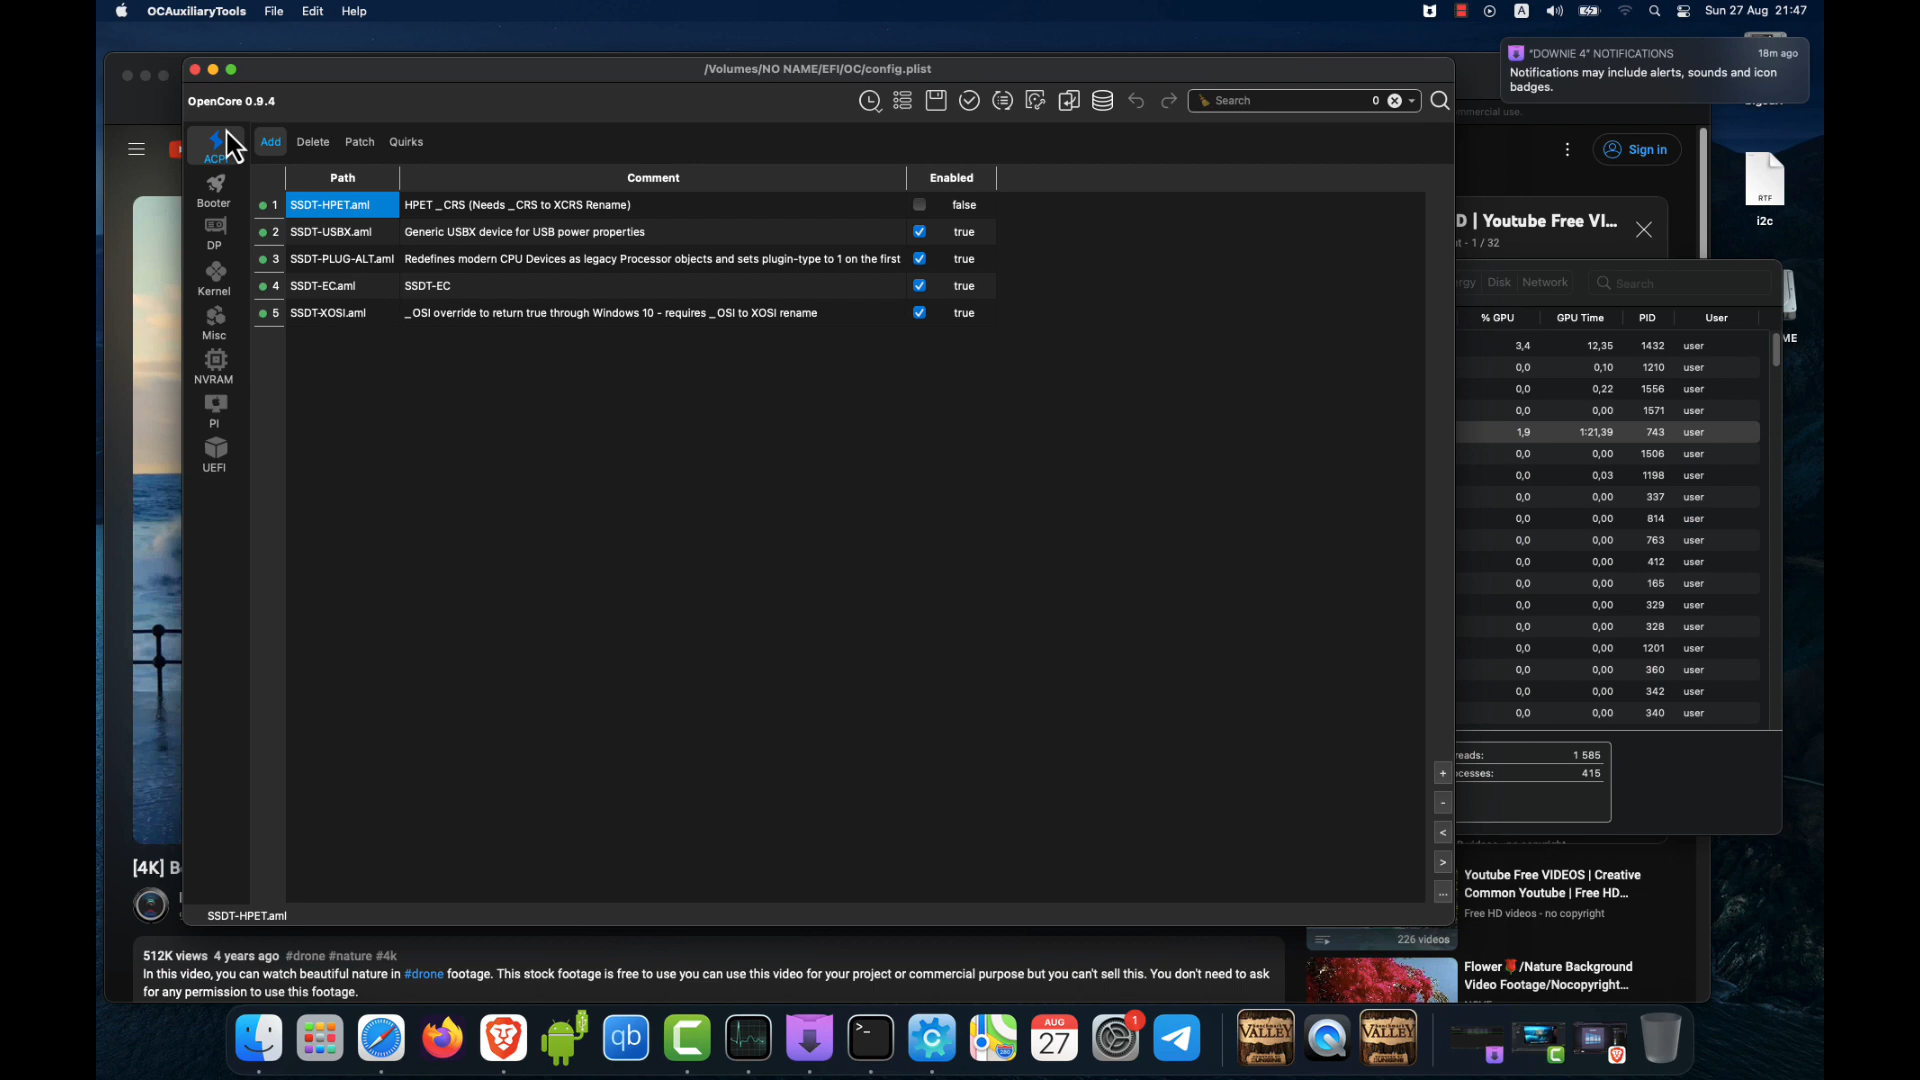 OCAuxiliaryTools File Edit Help
A
Sun 27 Aug 21:47
/Volumes/NO NAME/EFI/OC/config.plist
"DOWNIE 4" NOTIFICATIONS 18m ago
Notifications may include alerts, sounds and icon
badges.
OpenCore 0.9.4
Search 0
ACPI
Add Delete Patch Quirks
Path Comment Enabled
1 SSDT-HPET.aml HPET _CRS (Needs _CRS to XCRS Rename) false
2 SSDT-USBX.aml Generic USBX device for USB power properties true
3 SSDT-PLUG-ALT.aml Redefines modern CPU Devices as legacy Processor objects and sets plugin-type to 1 on the first true
4 SSDT-EC.aml SSDT-EC true
5 SSDT-XOSI.aml _OSI override to return true through Windows 10 - requires _OSI to XOSI rename true
Booter
DP
Kernel
Misc
NVRAM
PI
UEFI
+
-
<
>
...
SSDT-HPET.aml
mmercial use.
Sign in
RTF
i2c
D | Youtube Free VI...
nt - 1 / 32
ergy Disk Network Search
ME
% GPU GPU Time PID User
3,4 12,35 1432 user
0,0 0,10 1210 user
0,0 0,22 1556 user
0,0 0,00 1571 user
1,9 1:21,39 743 user
0,0 0,00 1506 user
0,0 0,03 1198 user
0,0 0,00 337 user
0,0 0,00 814 user
0,0 0,00 763 user
0,0 0,00 412 user
0,0 0,00 165 user
0,0 0,00 329 user
0,0 0,00 328 user
0,0 0,00 1201 user
0,0 0,00 360 user
0,0 0,00 342 user
0,0 0,00 340 user
reads: 1 585
ocesses: 415
[4K] B
512K views 4 years ago #drone #nature #4k
In this video, you can watch beautiful nature in #drone footage. This stock footage is free to use you can use this video for your project or commercial purpose but you can't sell this. You don't need to ask
for any permission to use this footage.
Youtube Free VIDEOS | Creative
Common Youtube | Free HD...
Free HD videos - no copyright
226 videos
Flower🌹/Nature Background
Video Footage/Nocopyright...
qb
>_
AUG
27
1
VALLEY
VALLEY